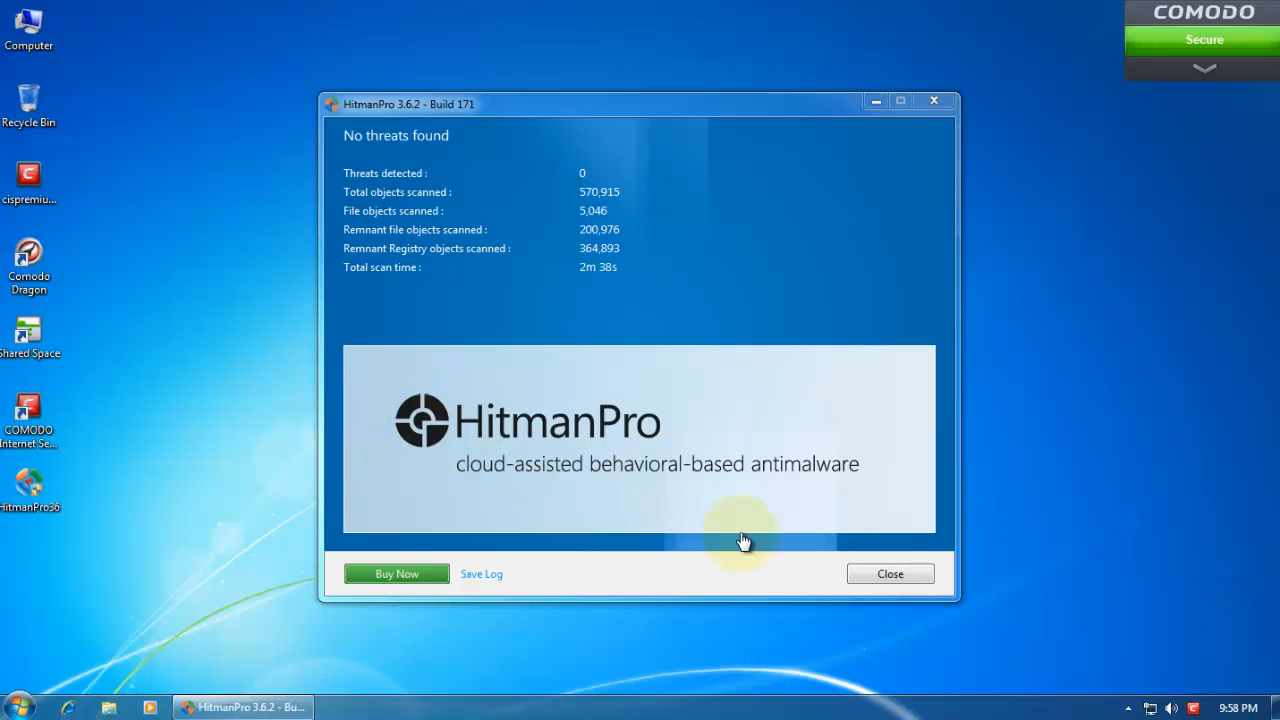 Computer
Recycle Bin
cispremiu...
Comodo
Dragon
Shared Space
COMODO
Internet Se...
HitmanPro36
COMODO
Secure
HitmanPro 3.6.2 - Build 171
No threats found
Threats detected : 0
Total objects scanned : 570,915
File objects scanned : 5,046
Remnant file objects scanned : 200,976
Remnant Registry objects scanned : 364,893
Total scan time : 2m 38s
HitmanPro
cloud-assisted behavioral-based antimalware
Buy Now Save Log Close
HitmanPro 3.6.2 - Bu...
9:58 PM